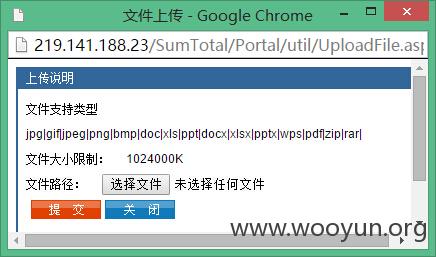 文件上传 - Google Chrome
219.141.188.23/SumTotal/Portal/util/UploadFile.asp
上传说明
文件支持类型
jpg|gif|jpeg|png|bmp|doc|xls|ppt|docx|xlsx|pptx|wps|pdf|zip|rar|
文件大小限制： 1024000K
文件路径： 选择文件 未选择任何文件
提 交 关 闭
www.wooyun.org